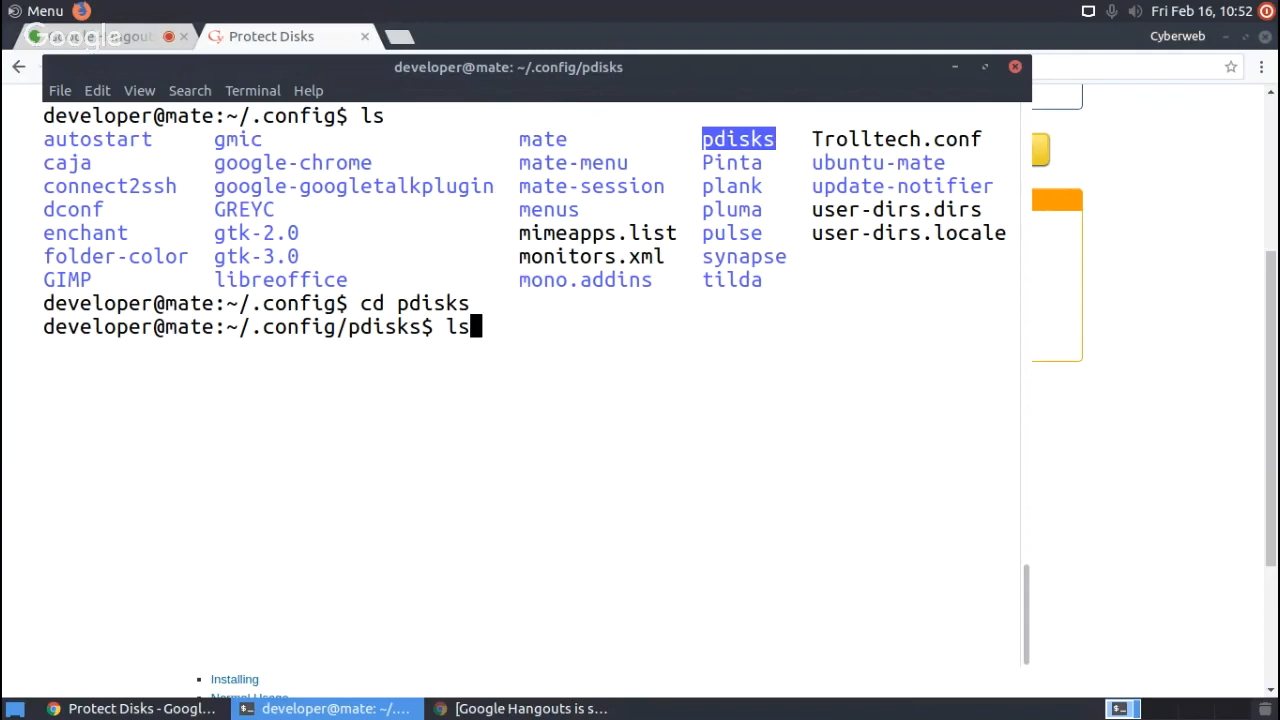 Menu Fri Feb 16, 10:52
Google Protect Disks Cyberweb
developer@mate: ~/.config/pdisks
File Edit View Search Terminal Help
developer@mate:~/.config$ ls
autostart gmic mate pdisks Trolltech.conf
caja google-chrome mate-menu Pinta ubuntu-mate
connect2ssh google-googletalkplugin mate-session plank update-notifier
dconf GREYC menus pluma user-dirs.dirs
enchant gtk-2.0 mimeapps.list pulse user-dirs.locale
folder-color gtk-3.0 monitors.xml synapse
GIMP libreoffice mono.addins tilda
developer@mate:~/.config$ cd pdisks
developer@mate:~/.config/pdisks$ ls
Installing
Normal Usage
Protect Disks - Googl... developer@mate: ~/.... [Google Hangouts is s...